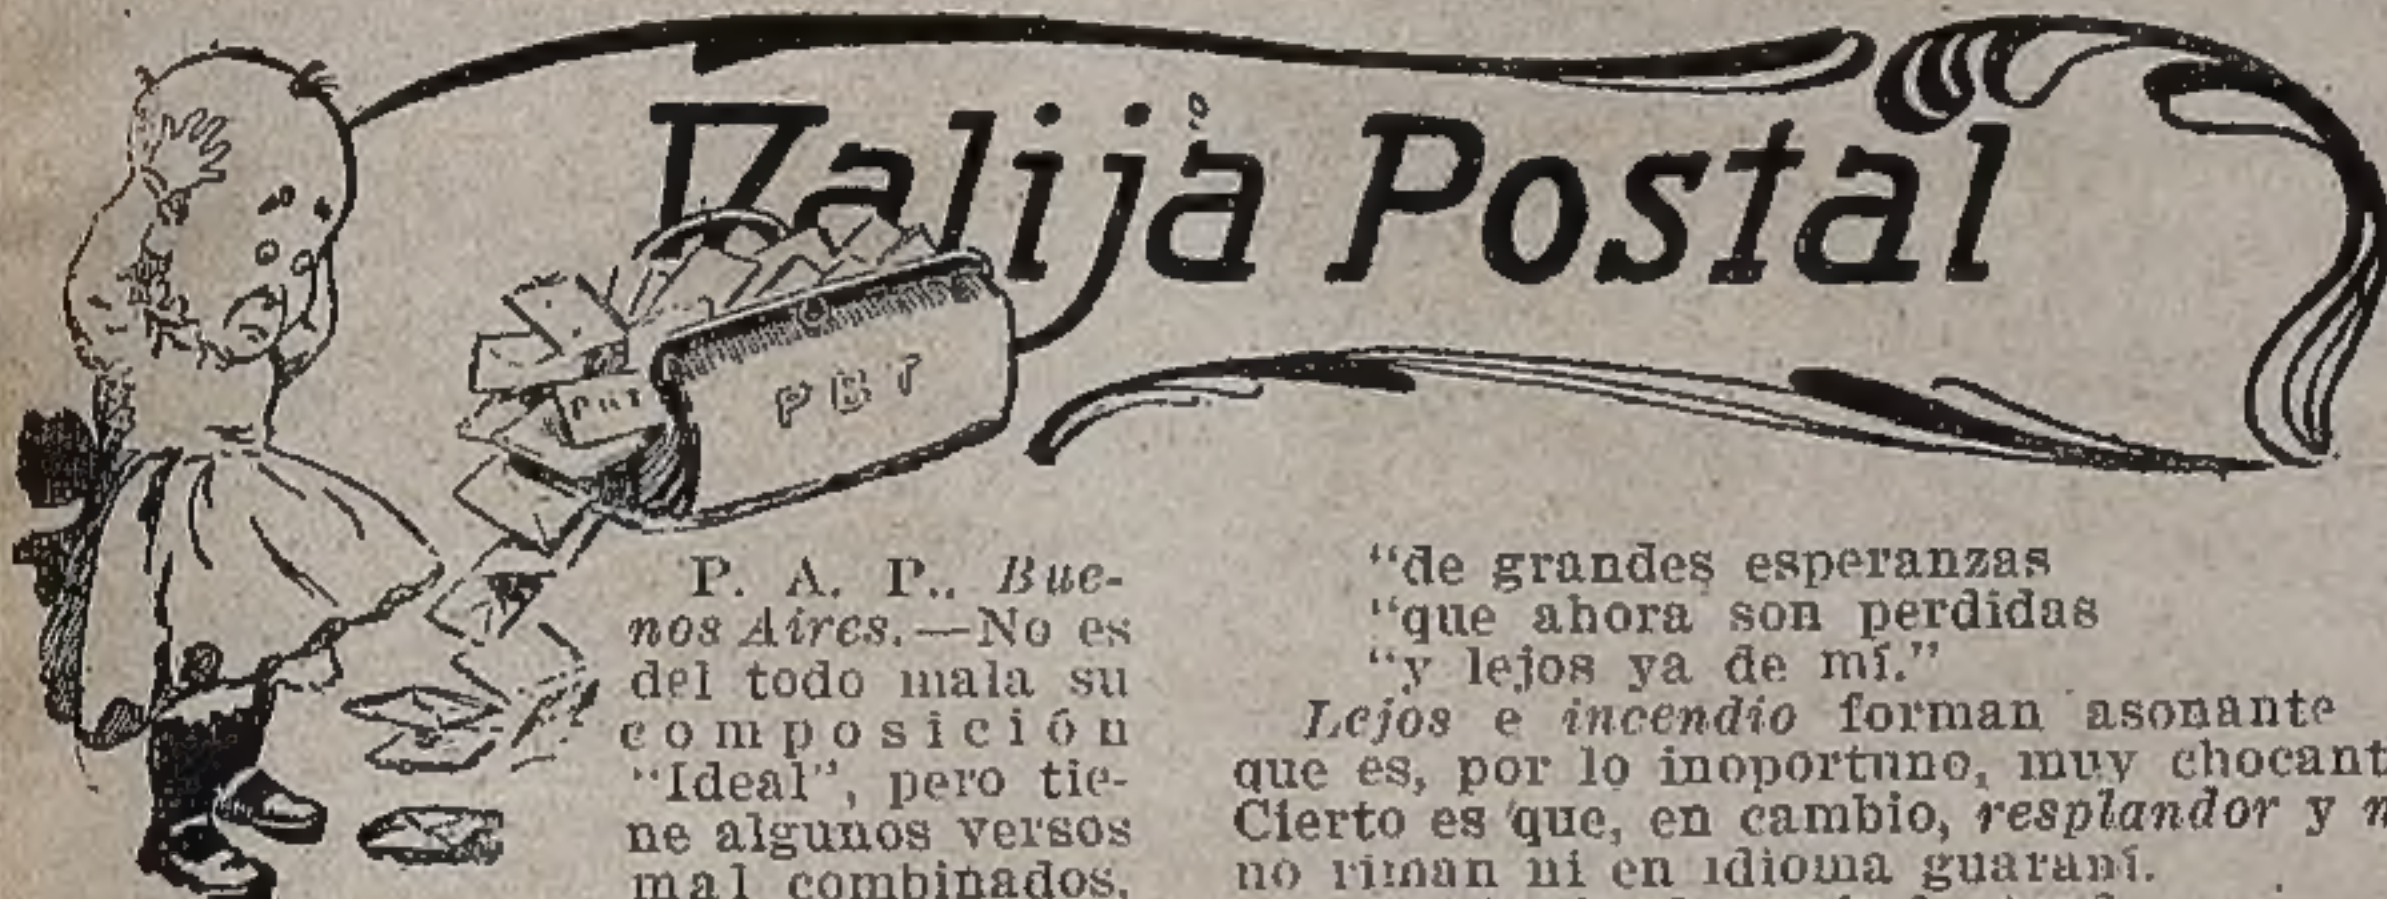 Valija Postal
PBT
P. A. P., Bue-
nos Aires.—No es
del todo mala su
composición
"Ideal", pero tie-
ne algunos versos
mal combinados,
"de grandes esperanzas
"que ahora son perdidas
"y lejos ya de mí."
Lejos e incendio forman asonante
que es, por lo inoportuno, muy chocant
Cierto es que, en cambio, resplandor y
no riman ni en idioma guaraní.